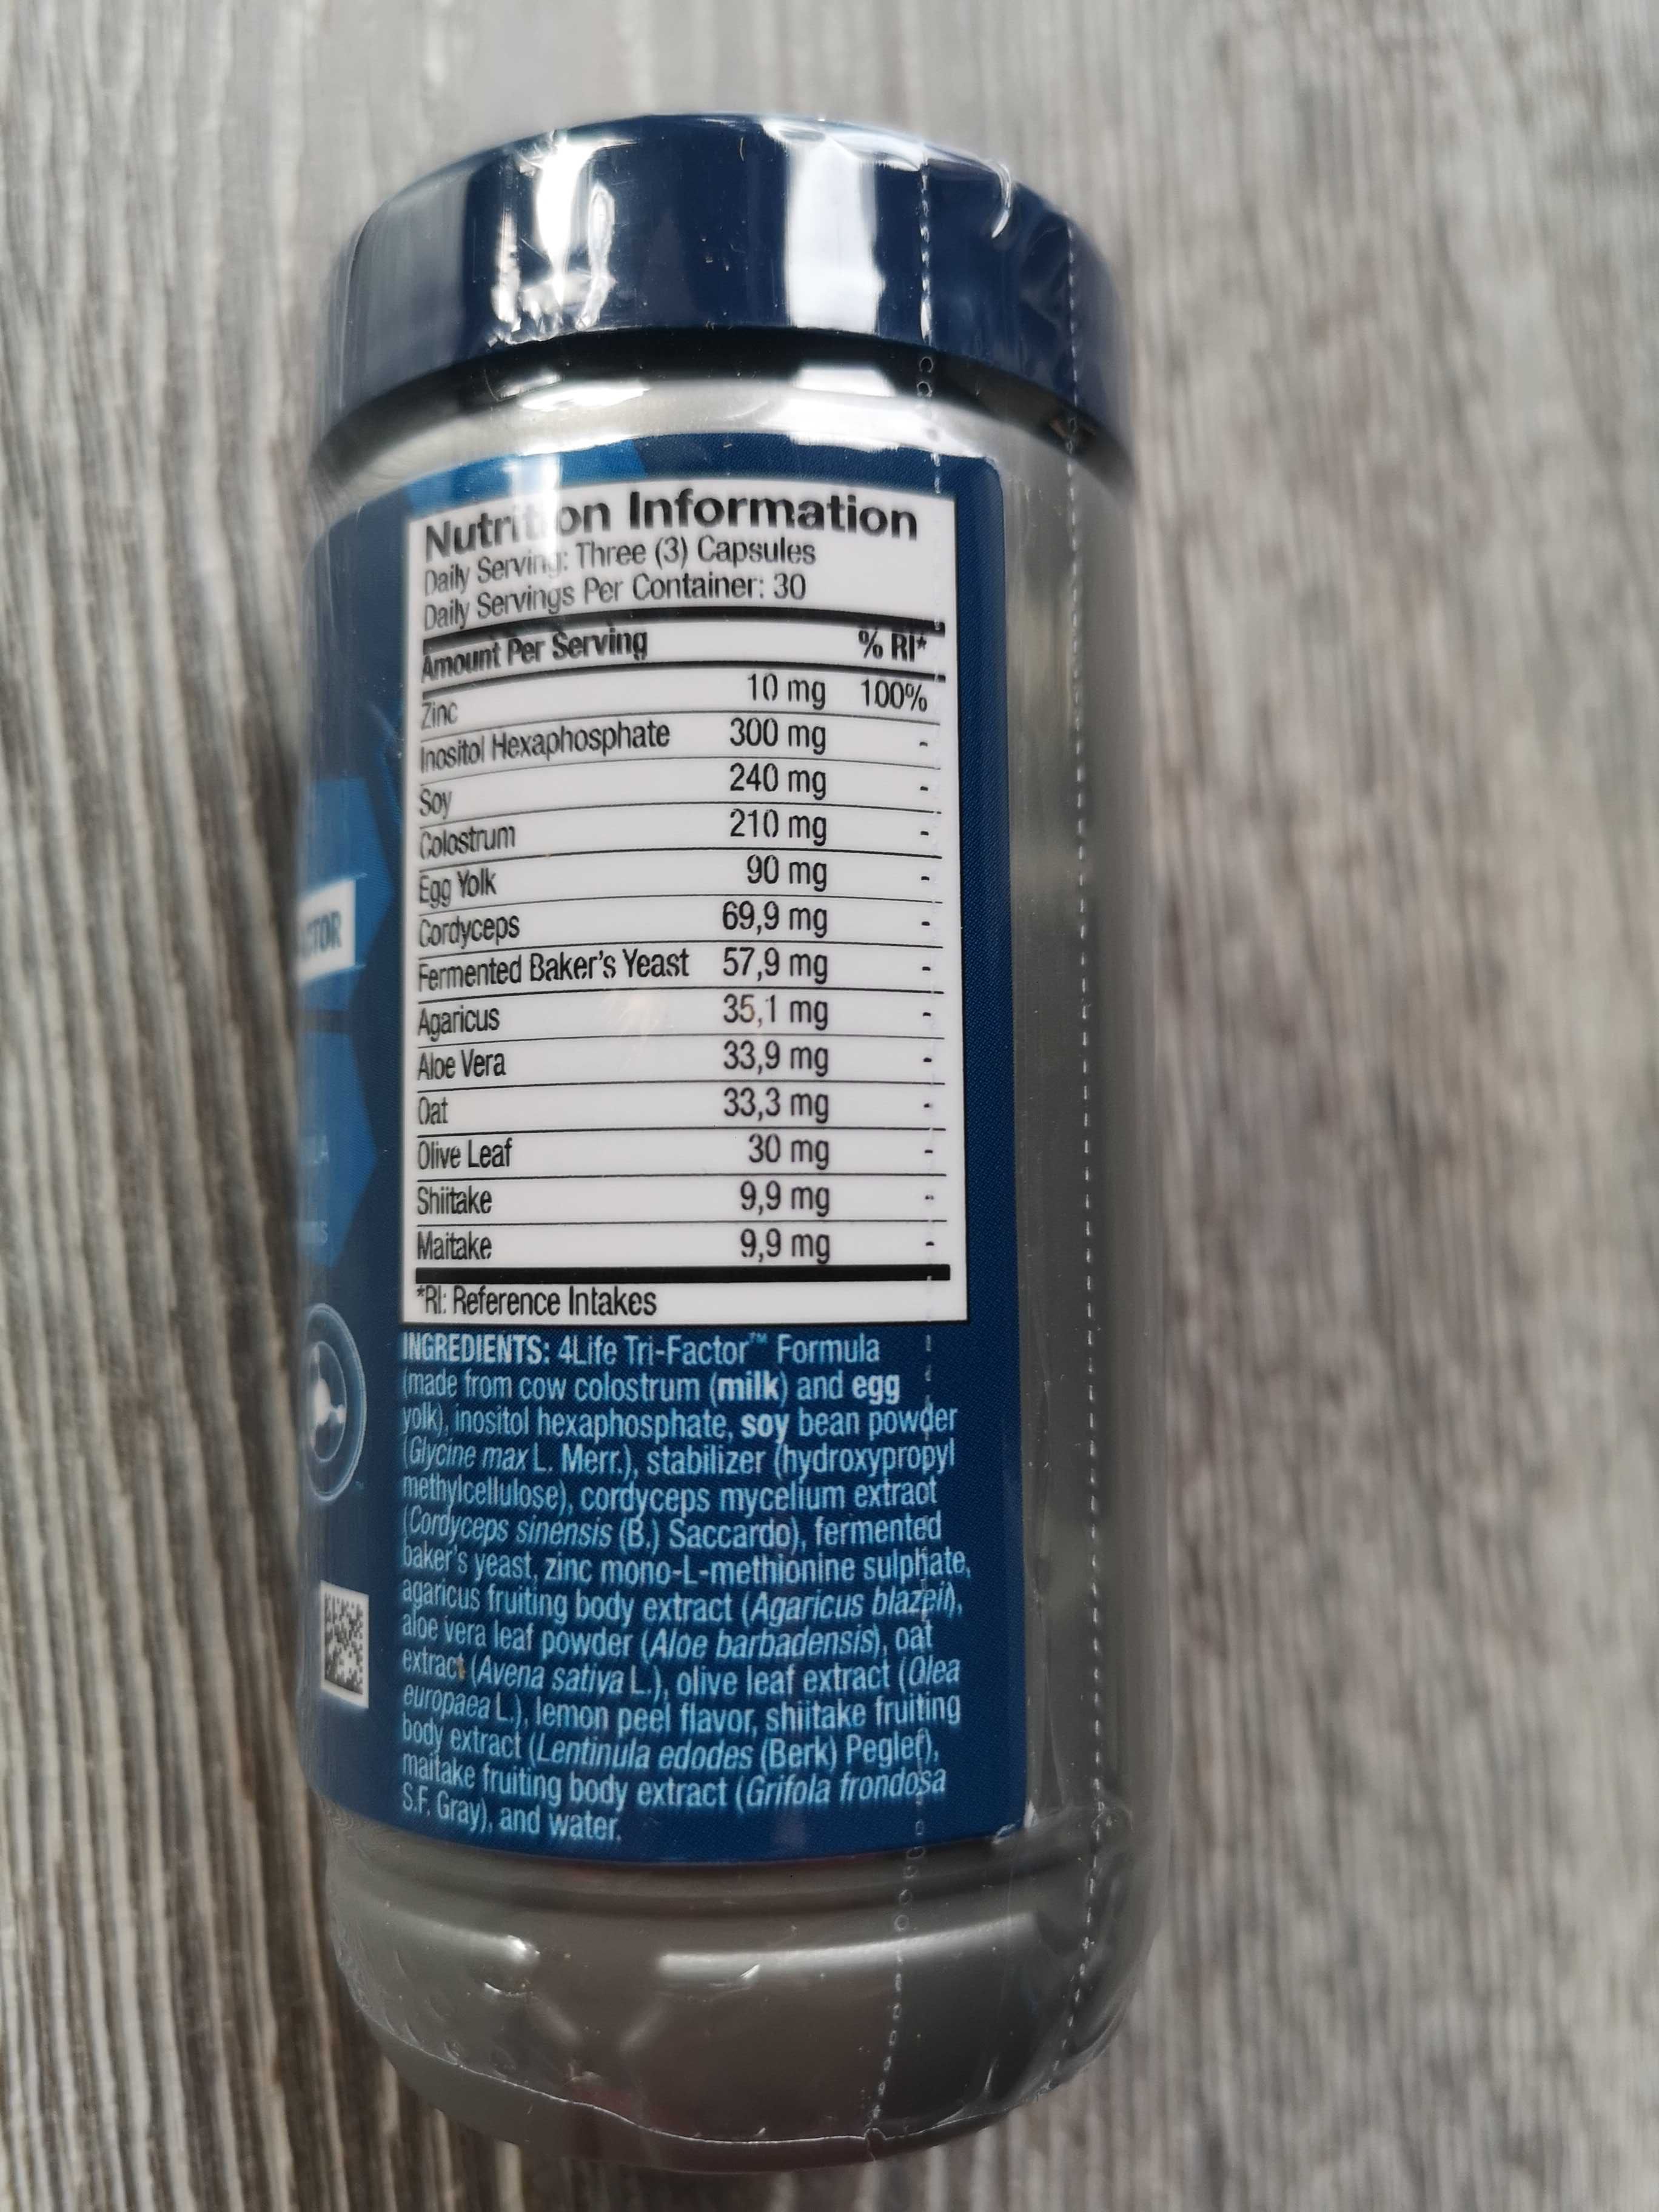 Nutrition Information
Daily Serving: Three (3) Capsules
Daily Servings Per Container: 30
Amount Per Serving % RI*
Zinc 10 mg 100%
Inositol Hexaphosphate 300 mg -
Soy 240 mg -
Colostrum 210 mg -
Egg Yolk 90 mg -
Cordyceps 69,9 mg -
Fermented Baker's Yeast 57,9 mg -
Agaricus 35,1 mg -
Aloe Vera 33,9 mg -
Oat 33,3 mg -
Olive Leaf 30 mg -
Shiitake 9,9 mg -
Maitake 9,9 mg -
*RI: Reference Intakes
INGREDIENTS: 4Life Tri-Factor™ Formula
(made from cow colostrum (milk) and egg
yolk), inositol hexaphosphate, soy bean powder
(Glycine max L. Merr.), stabilizer (hydroxypropyl
methylcellulose), cordyceps mycelium extract
(Cordyceps sinensis (B.) Saccardo), fermented
baker's yeast, zinc mono-L-methionine sulphate,
agaricus fruiting body extract (Agaricus blazeii),
aloe vera leaf powder (Aloe barbadensis), oat
extract (Avena sativa L.), olive leaf extract (Olea
europaea L.), lemon peel flavor, shiitake fruiting
body extract (Lentinula edodes (Berk) Pegler),
maitake fruiting body extract (Grifola frondosa
S.F. Gray), and water.